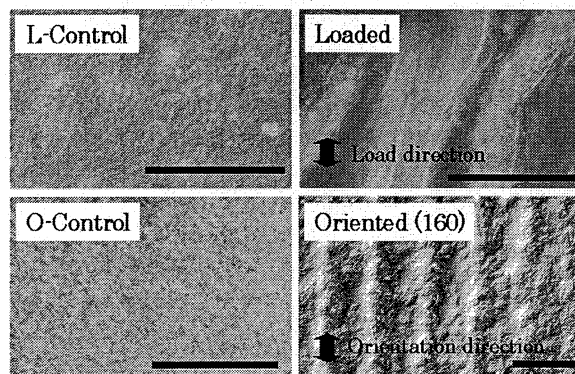 L-Control
Loaded
Load direction
O-Control
Oriented (160)
Orientation direction